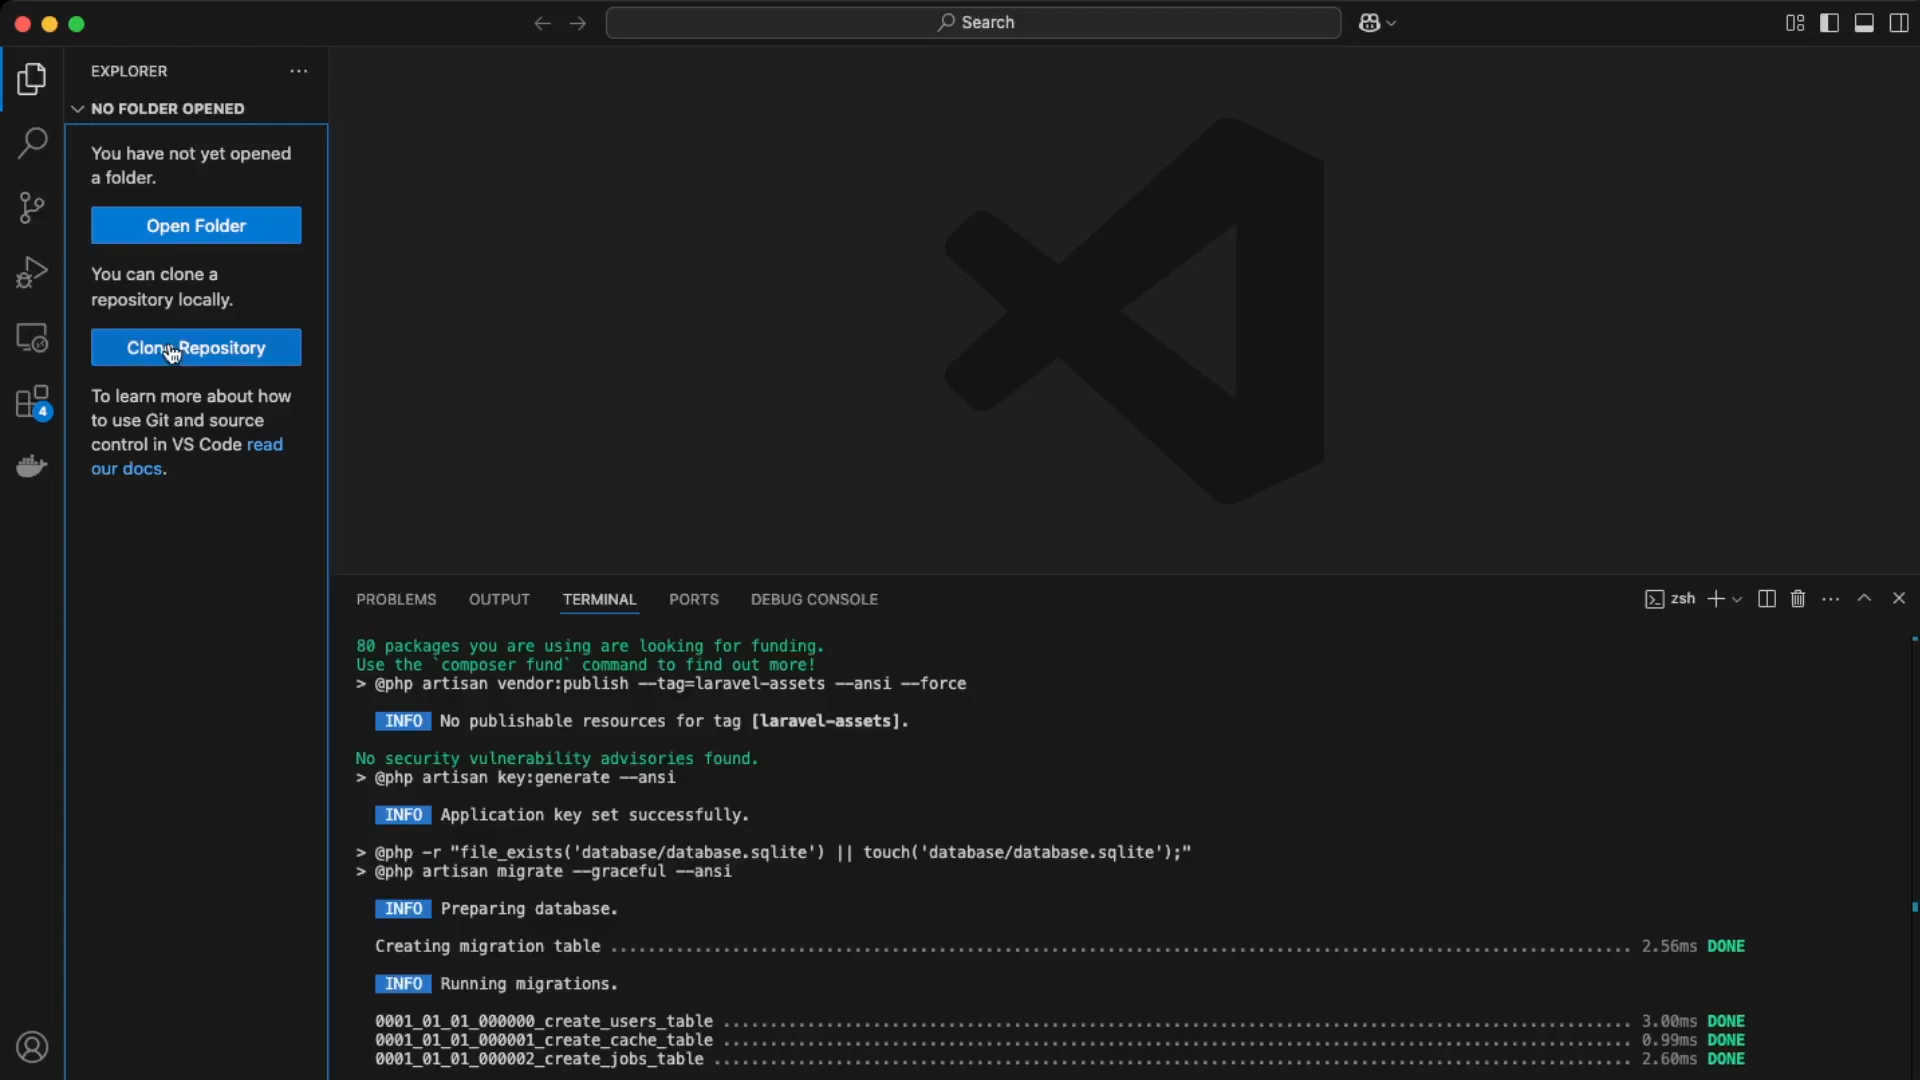 Search
EXPLORER
NO FOLDER OPENED
You have not yet opened
a folder.
Open Folder
You can clone a
repository locally.
Clone Repository
To learn more about how
to use Git and source
control in VS Code read
our docs.
4
PROBLEMS OUTPUT TERMINAL PORTS DEBUG CONSOLE
zsh
80 packages you are using are looking for funding.
Use the `composer fund` command to find out more!
> @php artisan vendor:publish --tag=laravel-assets --ansi --force
INFO No publishable resources for tag [laravel-assets].
No security vulnerability advisories found.
> @php artisan key:generate --ansi
INFO Application key set successfully.
> @php -r "file_exists('database/database.sqlite') || touch('database/database.sqlite');"
> @php artisan migrate --graceful --ansi
INFO Preparing database.
Creating migration table ............................................................................................................. 2.56ms DONE
INFO Running migrations.
0001_01_01_000000_create_users_table ................................................................................................. 3.00ms DONE
0001_01_01_000001_create_cache_table ................................................................................................. 0.99ms DONE
0001_01_01_000002_create_jobs_table .................................................................................................. 2.60ms DONE